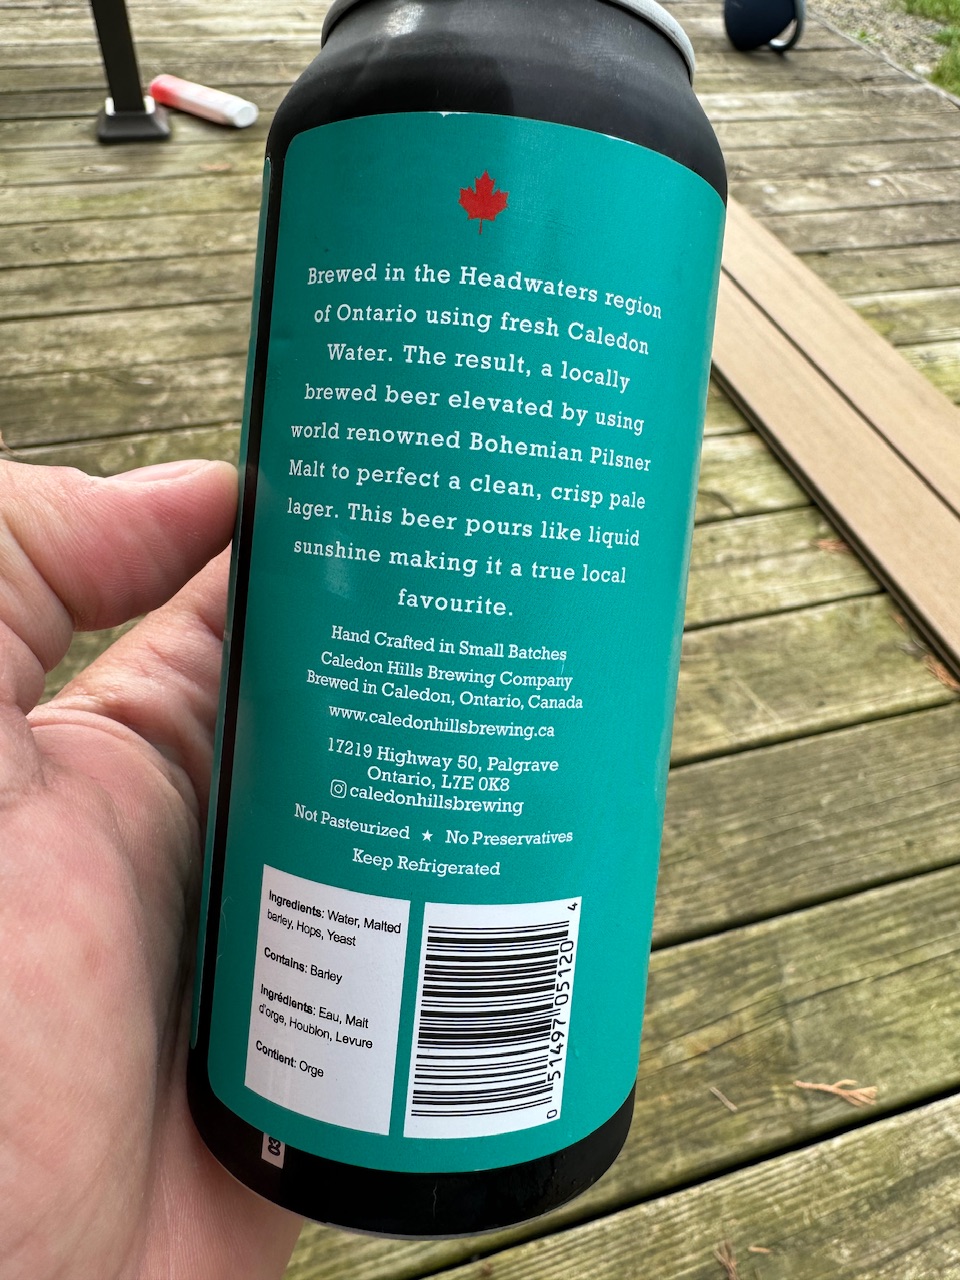 Brewed in the Headwaters region
of Ontario using fresh Caledon
Water. The result, a locally
brewed beer elevated by using
world renowned Bohemian Pilsner
Malt to perfect a clean, crisp pale
lager. This beer pours like liquid
sunshine making it a true local
favourite.
Hand Crafted in Small Batches
Caledon Hills Brewing Company
Brewed in Caledon, Ontario, Canada
www.caledonhillsbrewing.ca
17219 Highway 50, Palgrave
Ontario, L7E 0K8
caledonhillsbrewing
Not Pasteurized ★ No Preservatives
Keep Refrigerated
Ingredients: Water, Malted
barley, Hops, Yeast
Contains: Barley
Ingrédients: Eau, Malt
d'orge, Houblon, Levure
Contient: Orge
0 51497 05120 4